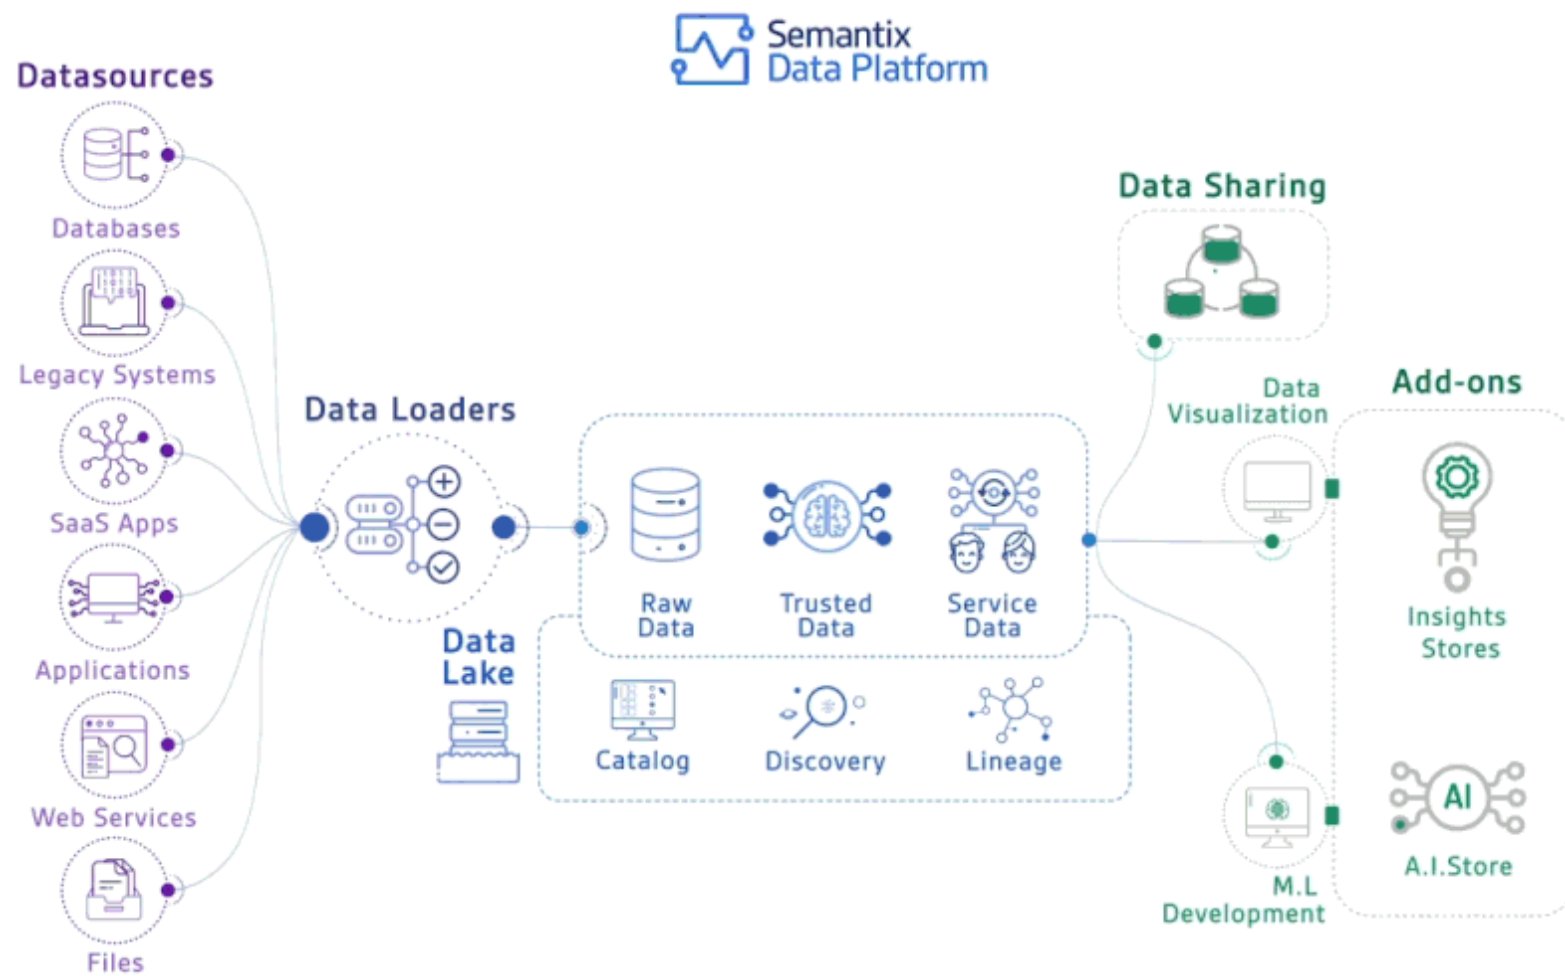 Semantix
Data Platform
Datasources
Databases
Legacy Systems
SaaS Apps
Applications
Web Services
Files
Data Loaders
Data
Lake
Raw
Data
Trusted
Data
Service
Data
Catalog
Discovery
Lineage
Data Sharing
Data
Visualization
M.L
Development
Add-ons
Insights
Stores
AI
A.I.Store